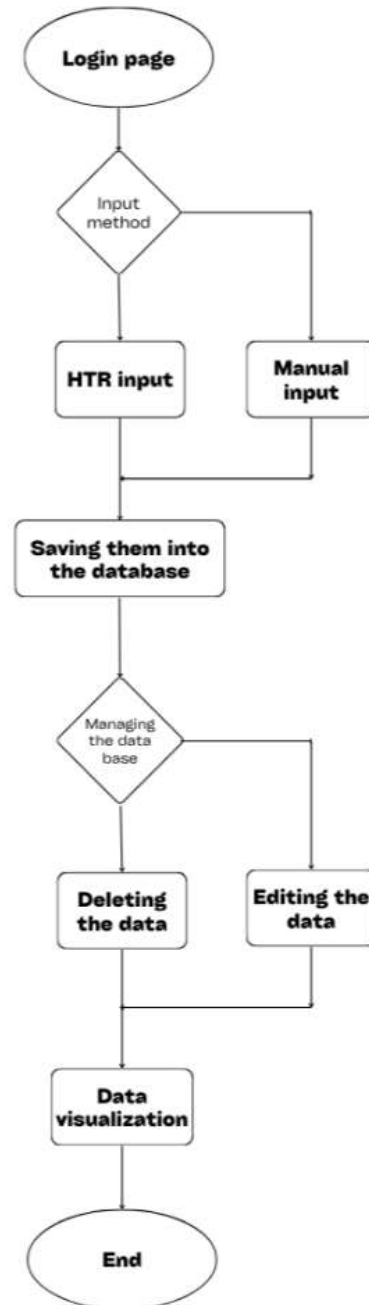 Login page
Input
method
HTR input
Manual
input
Saving them into
the database
Managing
the data
base
Deleting
the data
Editing the
data
Data
visualization
End